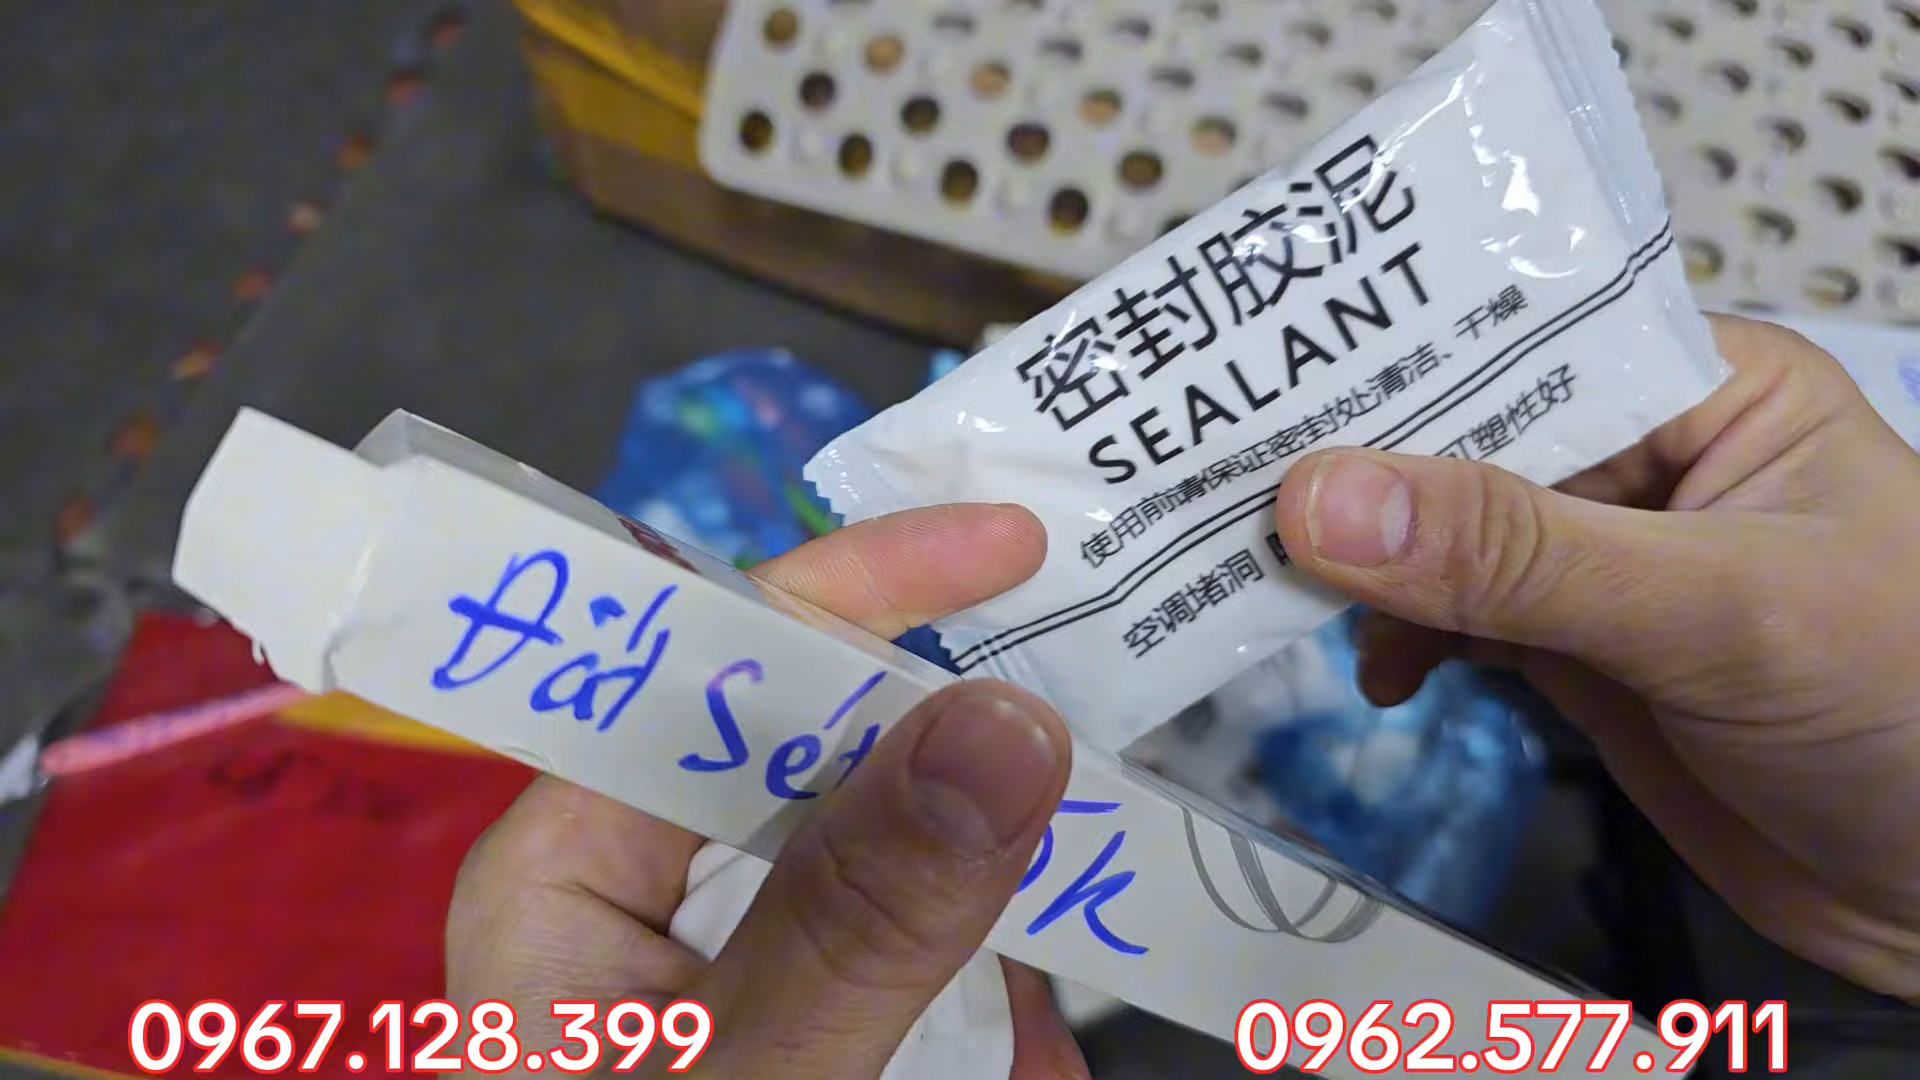 密封胶泥
SEALANT
使用前请保证密封处清洁、干燥
空调堵洞
可塑性好
Đất Sét
5k
0967.128.399
0962.577.911